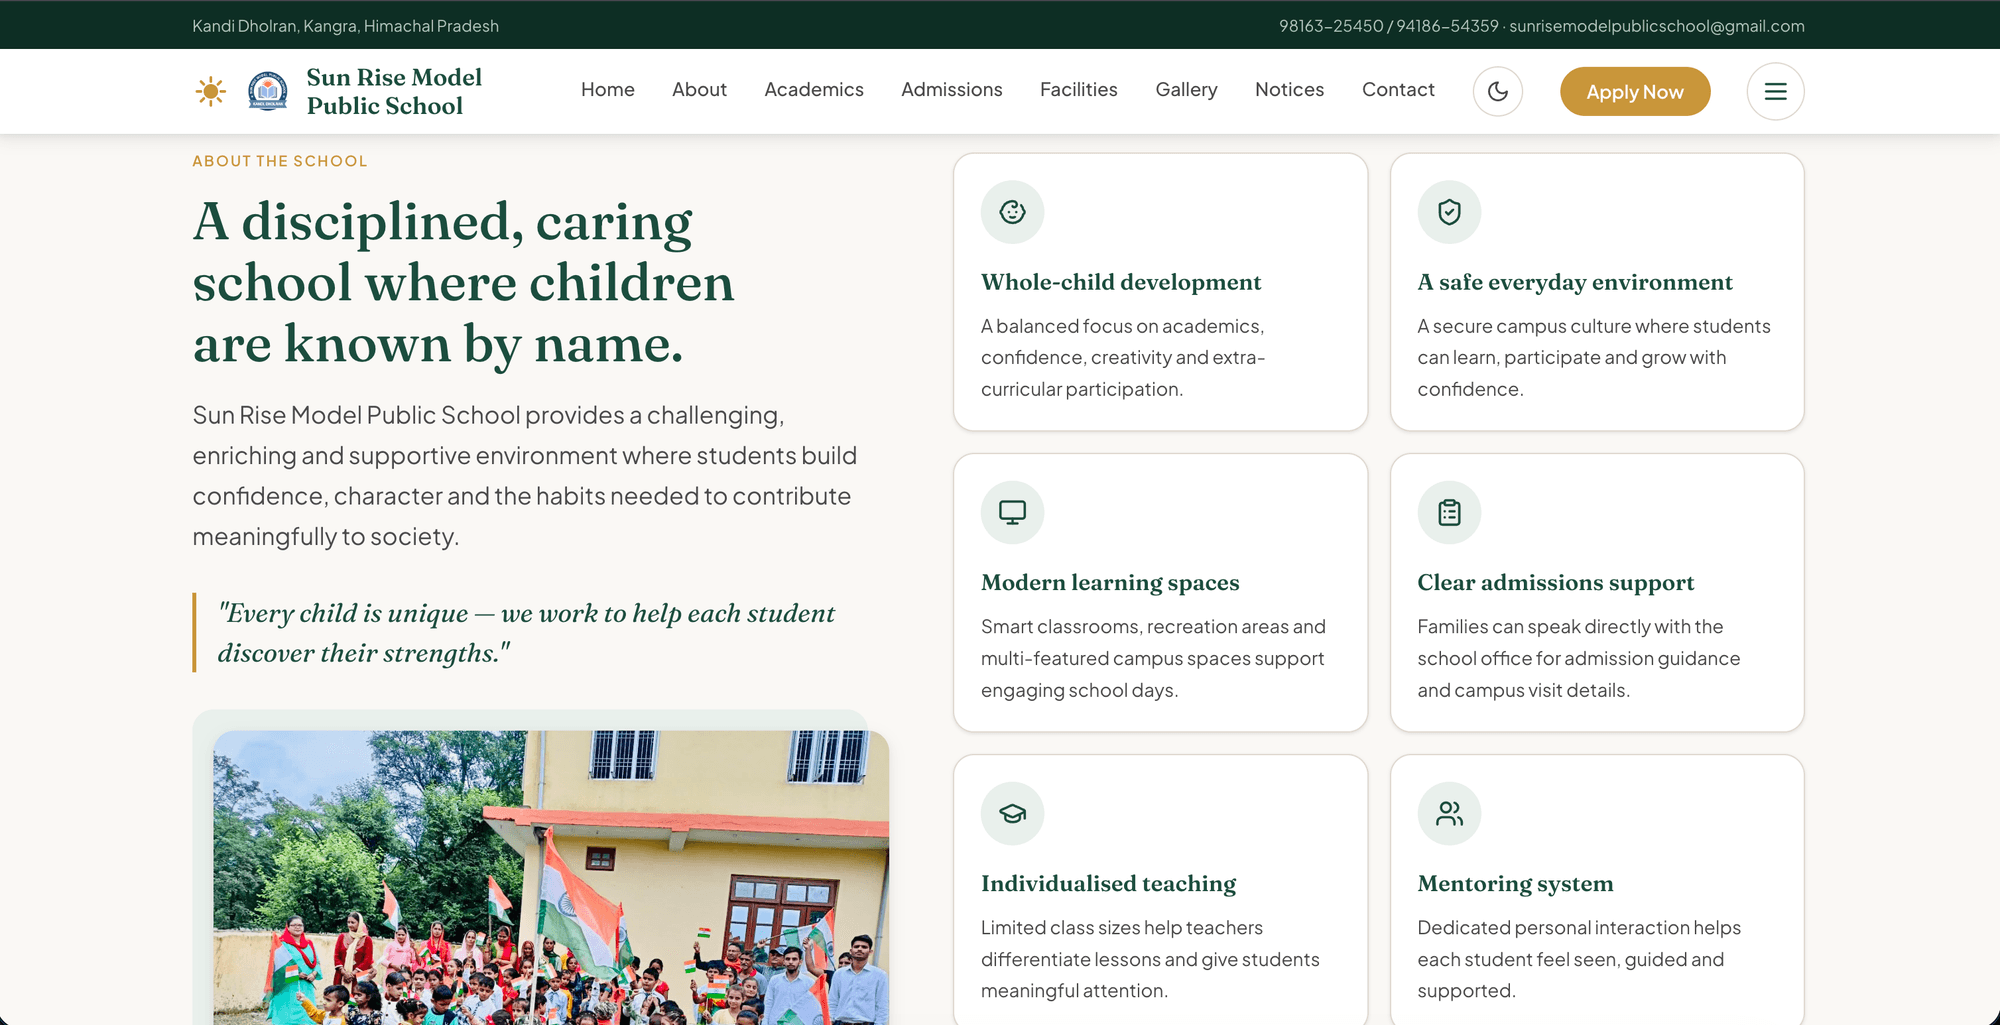 Kandi Dholran, Kangra, Himachal Pradesh
98163-25450 / 94186-54359 · sunrisemodelpublicschool@gmail.com
Sun Rise Model
Public School
Home
About
Academics
Admissions
Facilities
Gallery
Notices
Contact
Apply Now
ABOUT THE SCHOOL
A disciplined, caring
school where children
are known by name.
Sun Rise Model Public School provides a challenging,
enriching and supportive environment where students build
confidence, character and the habits needed to contribute
meaningfully to society.
"Every child is unique — we work to help each student
discover their strengths."
Whole-child development
A balanced focus on academics,
confidence, creativity and extra-
curricular participation.
A safe everyday environment
A secure campus culture where students
can learn, participate and grow with
confidence.
Modern learning spaces
Smart classrooms, recreation areas and
multi-featured campus spaces support
engaging school days.
Clear admissions support
Families can speak directly with the
school office for admission guidance
and campus visit details.
Individualised teaching
Limited class sizes help teachers
differentiate lessons and give students
meaningful attention.
Mentoring system
Dedicated personal interaction helps
each student feel seen, guided and
supported.